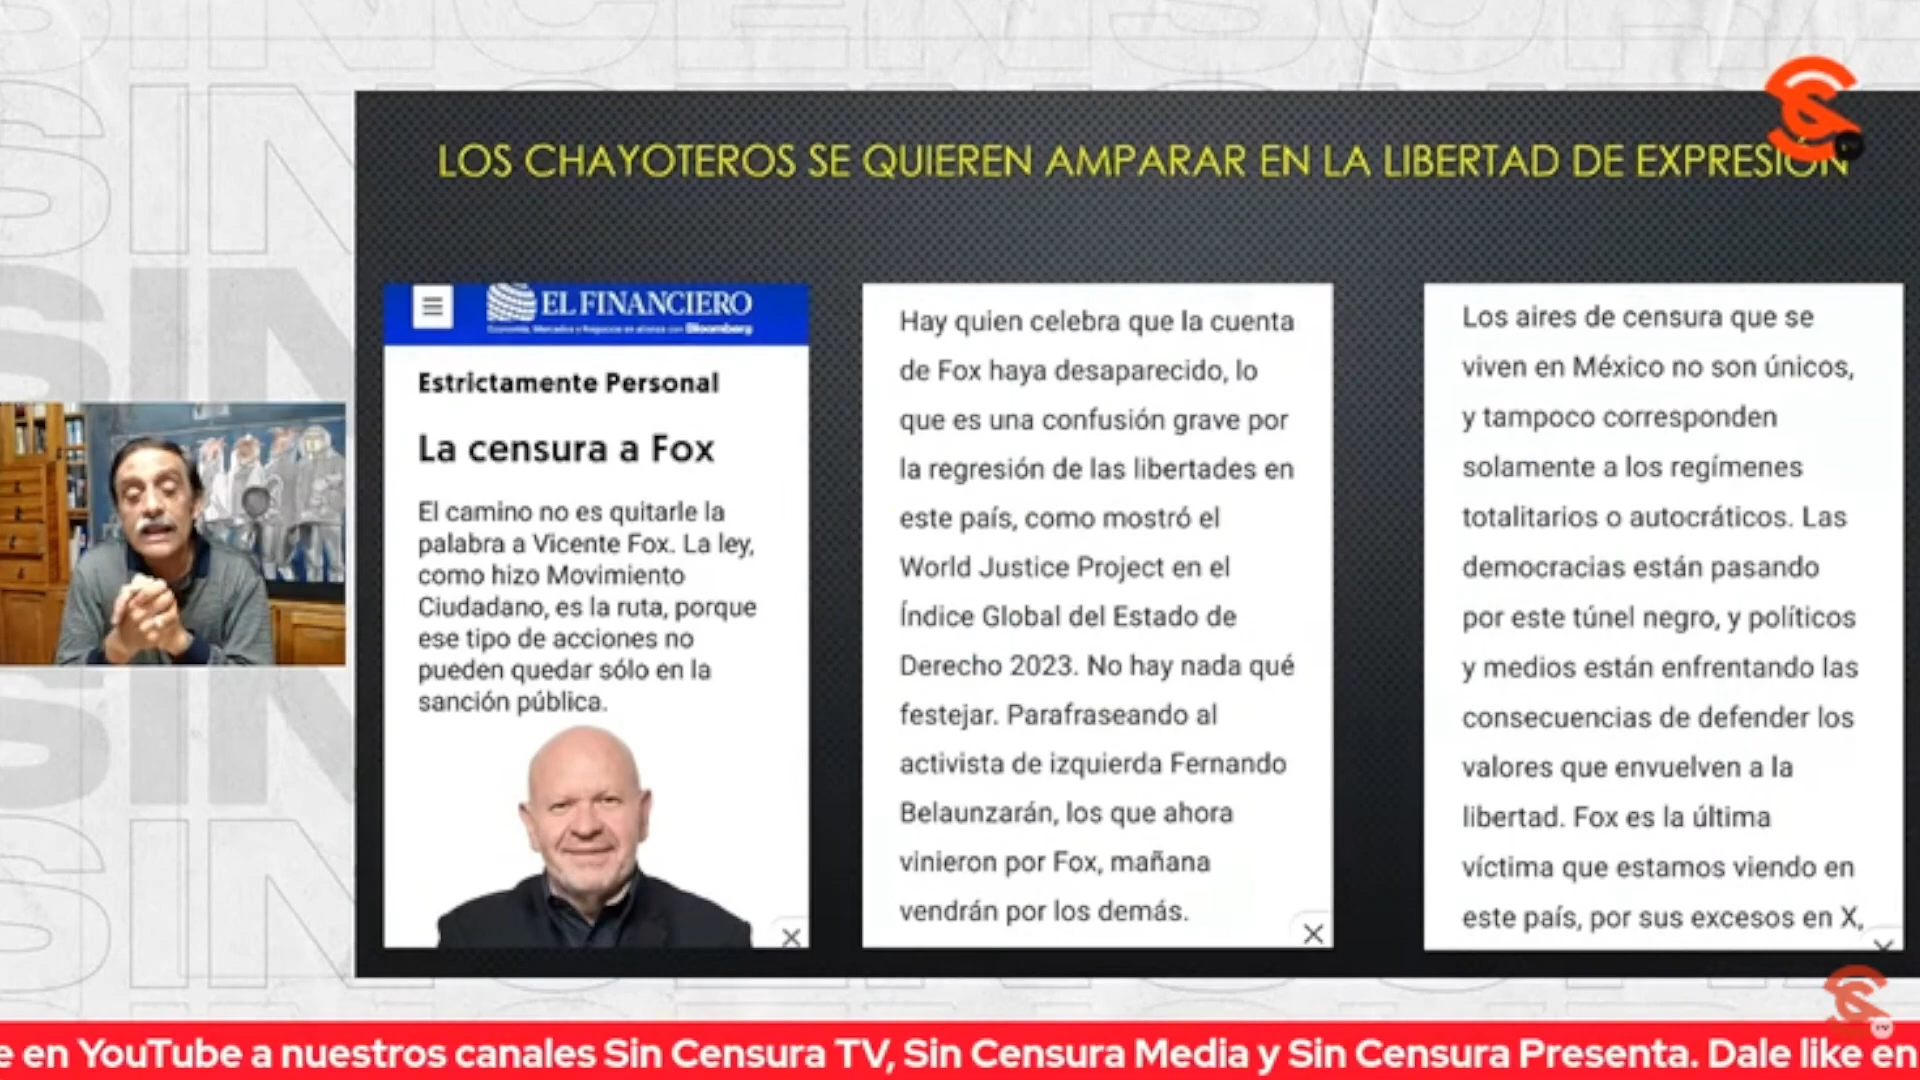 LOS CHAYOTEROS SE QUIEREN AMPARAR EN LA LIBERTAD DE EXPRESIÓN
EL FINANCIERO
Economía, Mercados y Negocios en alianza con Bloomberg
Estrictamente Personal
La censura a Fox
El camino no es quitarle la
palabra a Vicente Fox. La ley,
como hizo Movimiento
Ciudadano, es la ruta, porque
ese tipo de acciones no
pueden quedar sólo en la
sanción pública.
Hay quien celebra que la cuenta
de Fox haya desaparecido, lo
que es una confusión grave por
la regresión de las libertades en
este país, como mostró el
World Justice Project en el
Índice Global del Estado de
Derecho 2023. No hay nada qué
festejar. Parafraseando al
activista de izquierda Fernando
Belaunzarán, los que ahora
vinieron por Fox, mañana
vendrán por los demás.
Los aires de censura que se
viven en México no son únicos,
y tampoco corresponden
solamente a los regímenes
totalitarios o autocráticos. Las
democracias están pasando
por este túnel negro, y políticos
y medios están enfrentando las
consecuencias de defender los
valores que envuelven a la
libertad. Fox es la última
víctima que estamos viendo en
este país, por sus excesos en X,
e en YouTube a nuestros canales Sin Censura TV, Sin Censura Media y Sin Censura Presenta. Dale like en